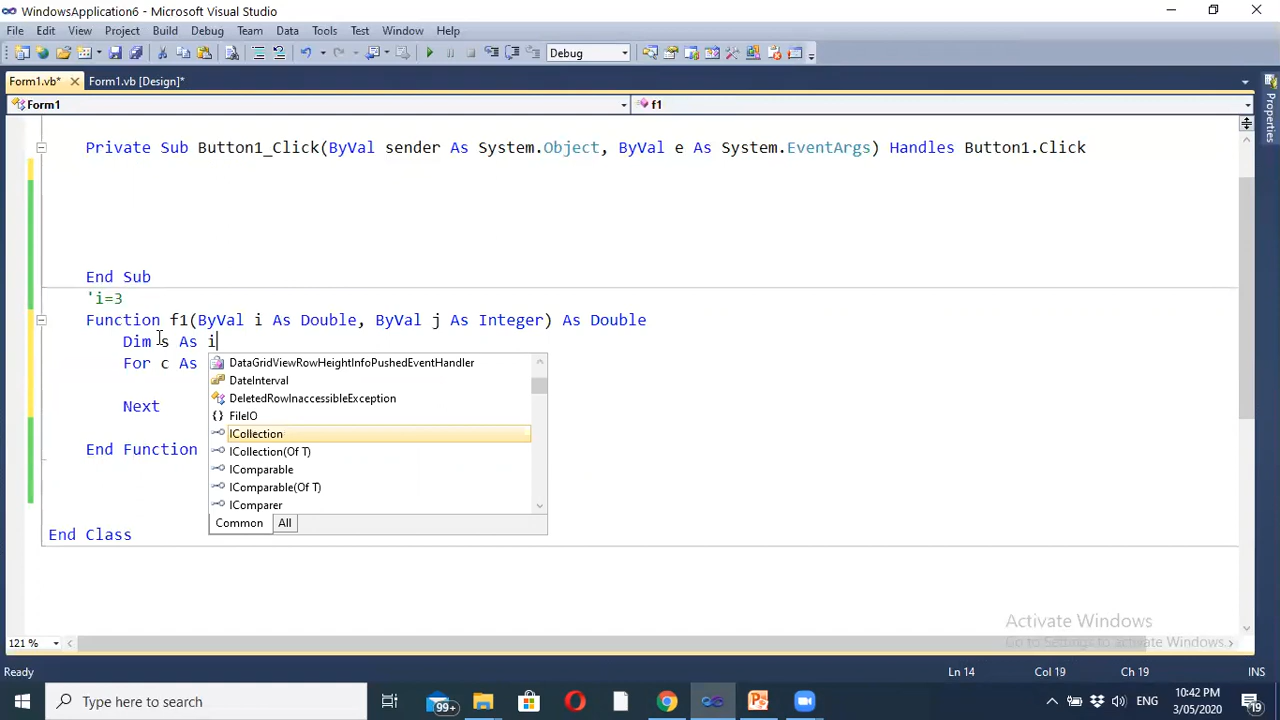 WindowsApplication6 - Microsoft Visual Studio
File Edit View Project Build Debug Team Data Tools Test Window Help
Debug
Form1.vb* Form1.vb [Design]*
Form1 f1
Properties
Private Sub Button1_Click(ByVal sender As System.Object, ByVal e As System.EventArgs) Handles Button1.Click
End Sub
'i=3
Function f1(ByVal i As Double, ByVal j As Integer) As Double
Dim s As i
For c As
DataGridViewRowHeightInfoPushedEventHandler
DateInterval
DeletedRowInaccessibleException
Next
FileIO
ICollection
End Function
ICollection(Of T)
IComparable
IComparable(Of T)
IComparer
Common All
End Class
Activate Windows
Go to Settings to activate Windows.
121 %
Ready Ln 14 Col 19 Ch 19 INS
Type here to search
99+
ENG
10:42 PM
3/05/2020
19